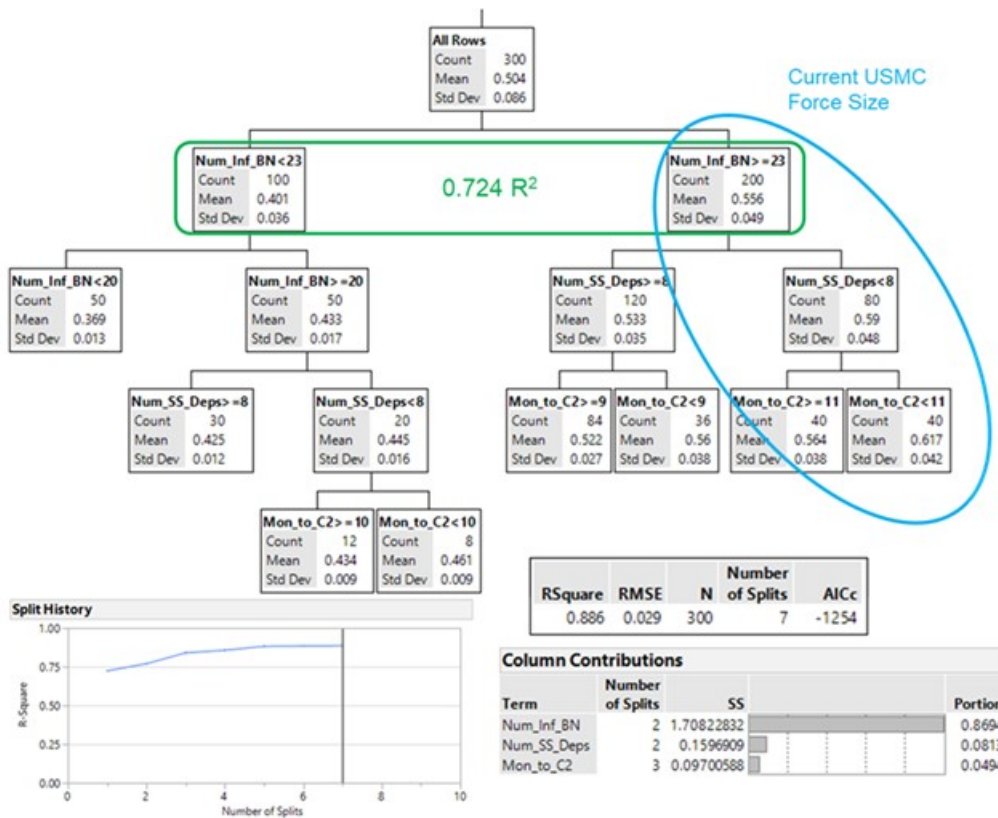 All Rows
Count 300
Mean 0.504
Std Dev 0.086
Current USMC
Force Size
Num_Inf_BN<23
Count 100
Mean 0.401
Std Dev 0.036
0.724 R²
Num_Inf_BN>=23
Count 200
Mean 0.556
Std Dev 0.049
Num_Inf_BN<20
Count 50
Mean 0.369
Std Dev 0.013
Num_Inf_BN>=20
Count 50
Mean 0.433
Std Dev 0.017
Num_SS_Deps>=8
Count 120
Mean 0.533
Std Dev 0.035
Num_SS_Deps<8
Count 80
Mean 0.59
Std Dev 0.048
Num_SS_Deps>=8
Count 30
Mean 0.425
Std Dev 0.012
Num_SS_Deps<8
Count 20
Mean 0.445
Std Dev 0.016
Mon_to_C2>=9
Count 84
Mean 0.522
Std Dev 0.027
Mon_to_C2<9
Count 36
Mean 0.56
Std Dev 0.038
Mon_to_C2>=11
Count 40
Mean 0.564
Std Dev 0.038
Mon_to_C2<11
Count 40
Mean 0.617
Std Dev 0.042
Mon_to_C2>=10
Count 12
Mean 0.434
Std Dev 0.009
Mon_to_C2<10
Count 8
Mean 0.461
Std Dev 0.009
Number
RSquare RMSE N of Splits AICc
0.886 0.029 300 7 -1254
Split History
1.00
0.75
0.50
0.25
0.00
R-Square
0 2 4 6 8 10
Number of Splits
Column Contributions
Number
Term of Splits SS Portion
Num_Inf_BN 2 1.70822832 0.8694
Num_SS_Deps 2 0.1596909 0.0813
Mon_to_C2 3 0.09700588 0.0494